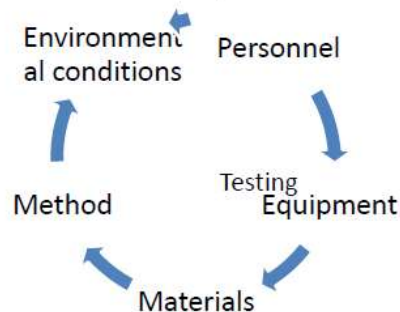 Environment
al conditions
Personnel
Testing
Equipment
Materials
Method